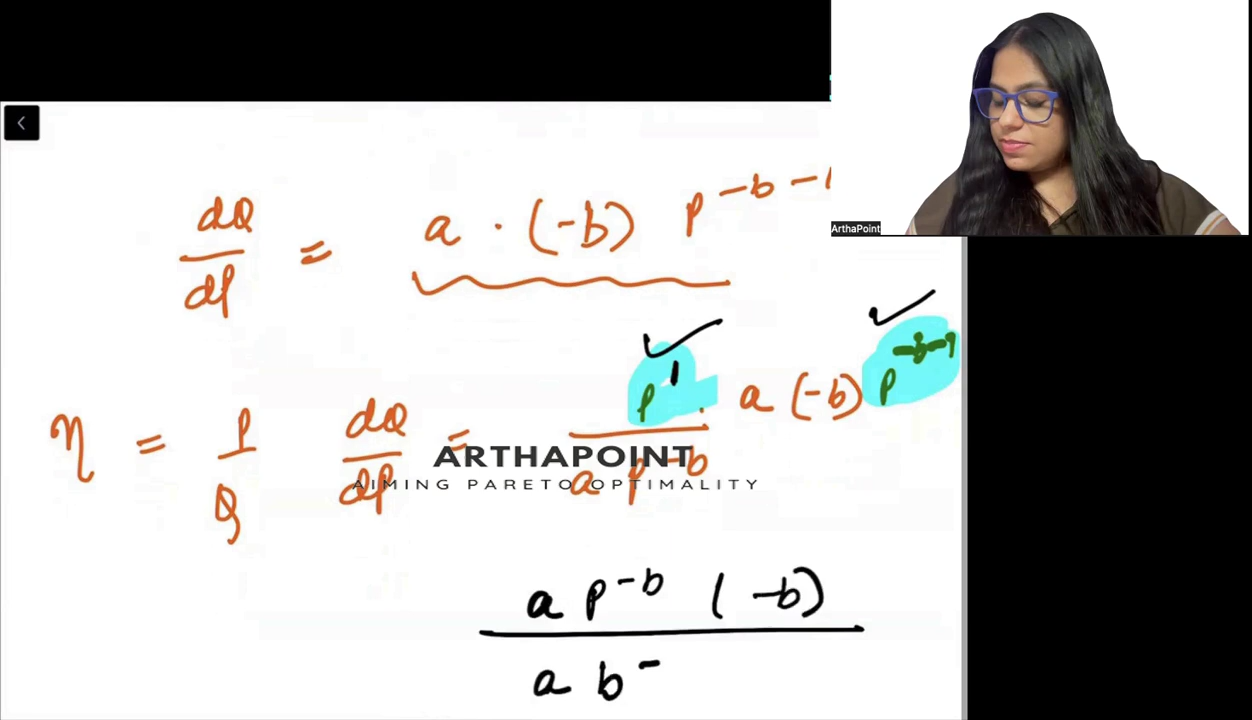 ArthaPoint
dQ/dP = a · (-b) P^{-b-1}
η = P/Q dQ/dP = P^1/(a P^{-b}) · a (-b) P^{-b-1}
ARTHAPOINT
AIMING PARETO OPTIMALITY
a P^{-b} (-b)
a b^{-}